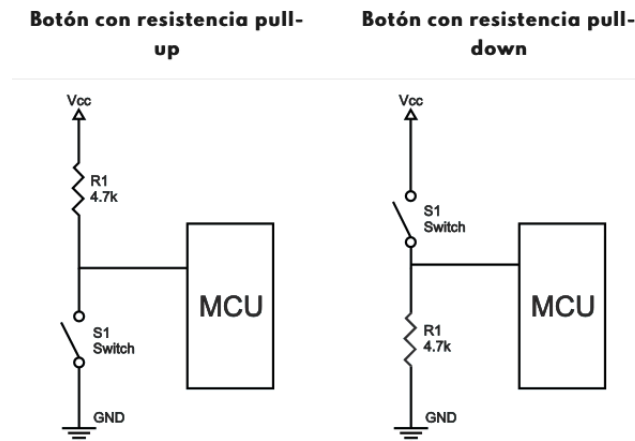 Botón con resistencia pull-
up
Vcc
R1
4.7k
MCU
S1
Switch
GND
Botón con resistencia pull-
down
Vcc
S1
Switch
MCU
R1
4.7k
GND